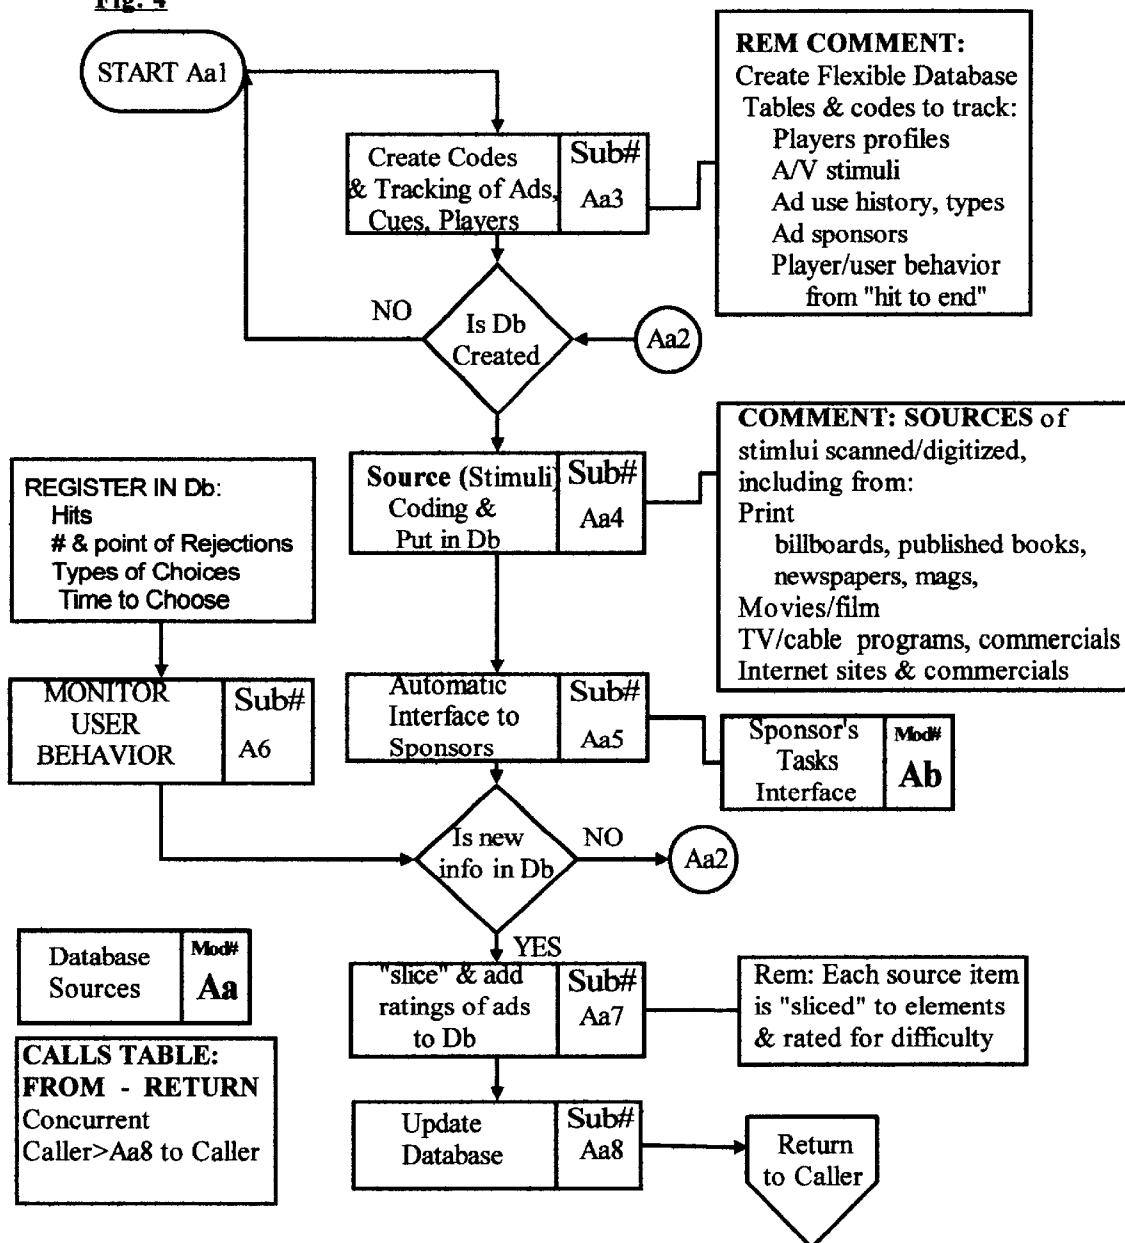 Fig. 4
START Aa1
REM COMMENT:
Create Flexible Database
Tables & codes to track:
Players profiles
A/V stimuli
Ad use history, types
Ad sponsors
Player/user behavior
from "hit to end"
Create Codes
& Tracking of Ads,
Cues, Players
Sub#
Aa3
NO
Is Db
Created
Aa2
COMMENT: SOURCES of
stimlui scanned/digitized,
including from:
Print
billboards, published books,
newspapers, mags,
Movies/film
TV/cable programs, commercials
Internet sites & commercials
Source (Stimuli)
Coding &
Put in Db
Sub#
Aa4
REGISTER IN Db:
Hits
# & point of Rejections
Types of Choices
Time to Choose
MONITOR
USER
BEHAVIOR
Sub#
A6
Automatic
Interface to
Sponsors
Sub#
Aa5
Sponsor's
Tasks
Interface
Mod#
Ab
Is new
info in Db
NO
Aa2
YES
Database
Sources
Mod#
Aa
"slice" & add
ratings of ads
to Db
Sub#
Aa7
Rem: Each source item
is "sliced" to elements
& rated for difficulty
CALLS TABLE:
FROM - RETURN
Concurrent
Caller>Aa8 to Caller
Update
Database
Sub#
Aa8
Return
to Caller